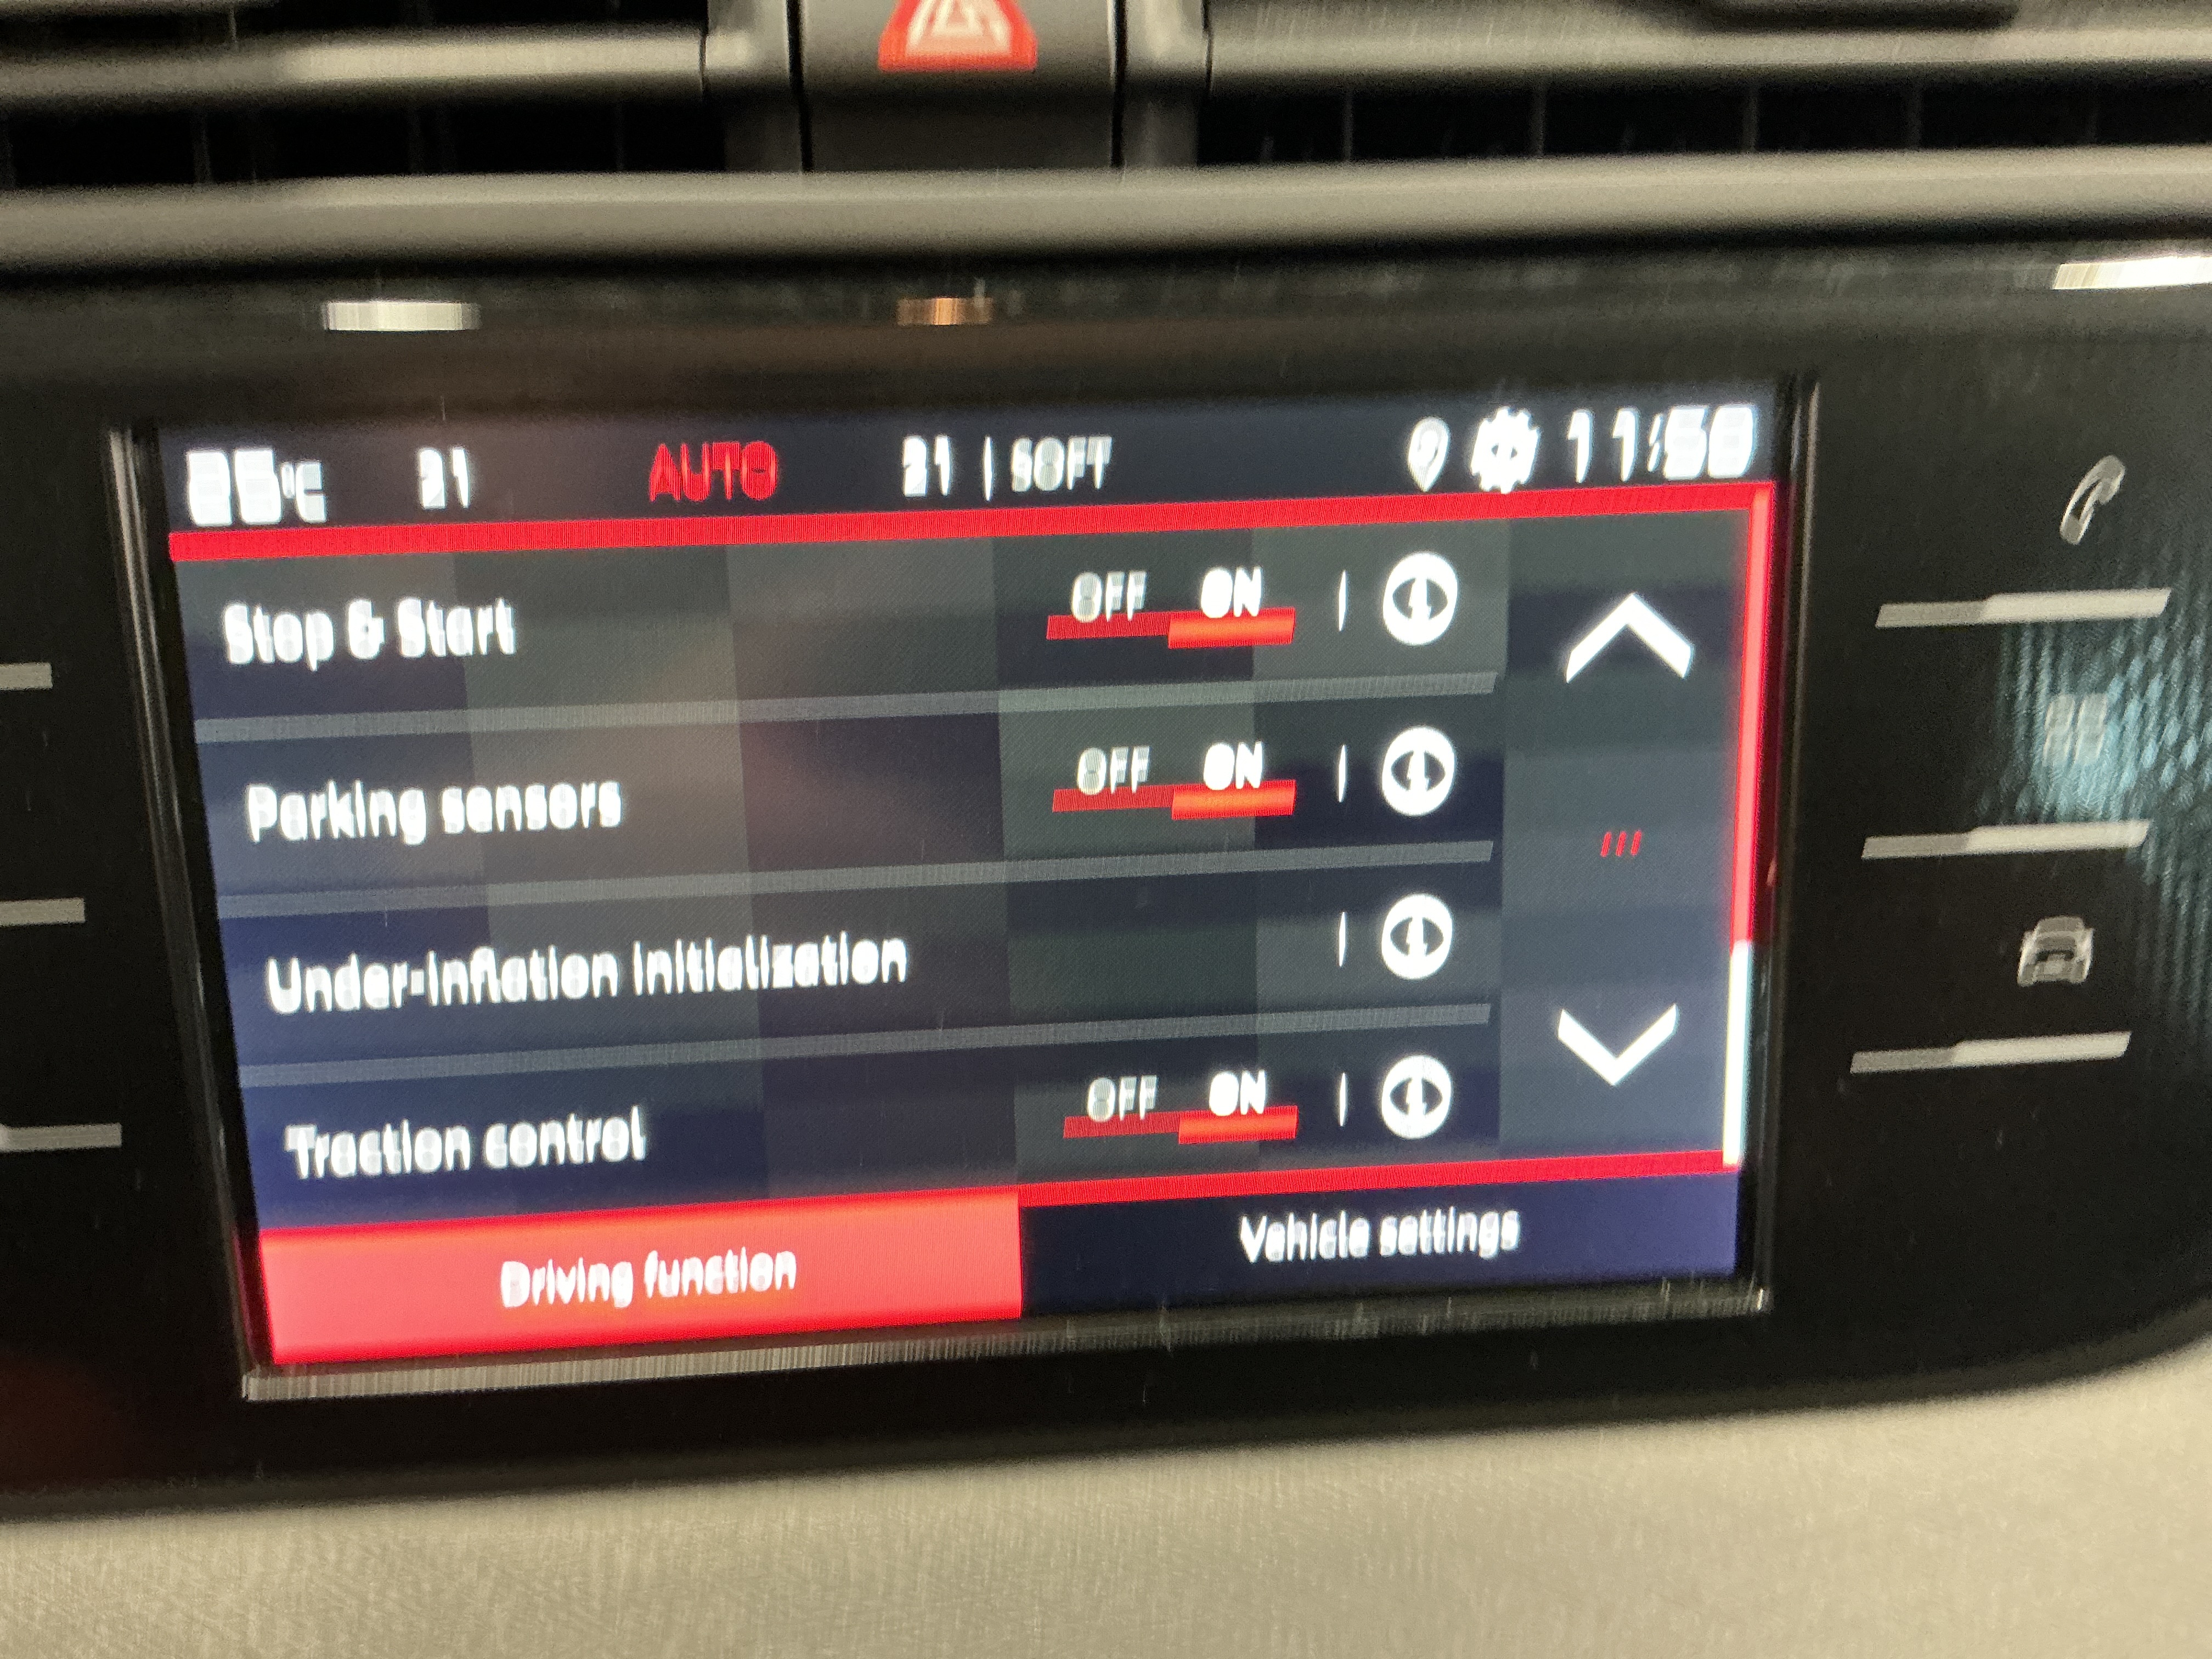 21 AUTO 21 | SOFT
Stop & Start OFF ON
Parking sensors OFF ON
Under-inflation initialization
Traction control OFF ON
Driving function Vehicle settings